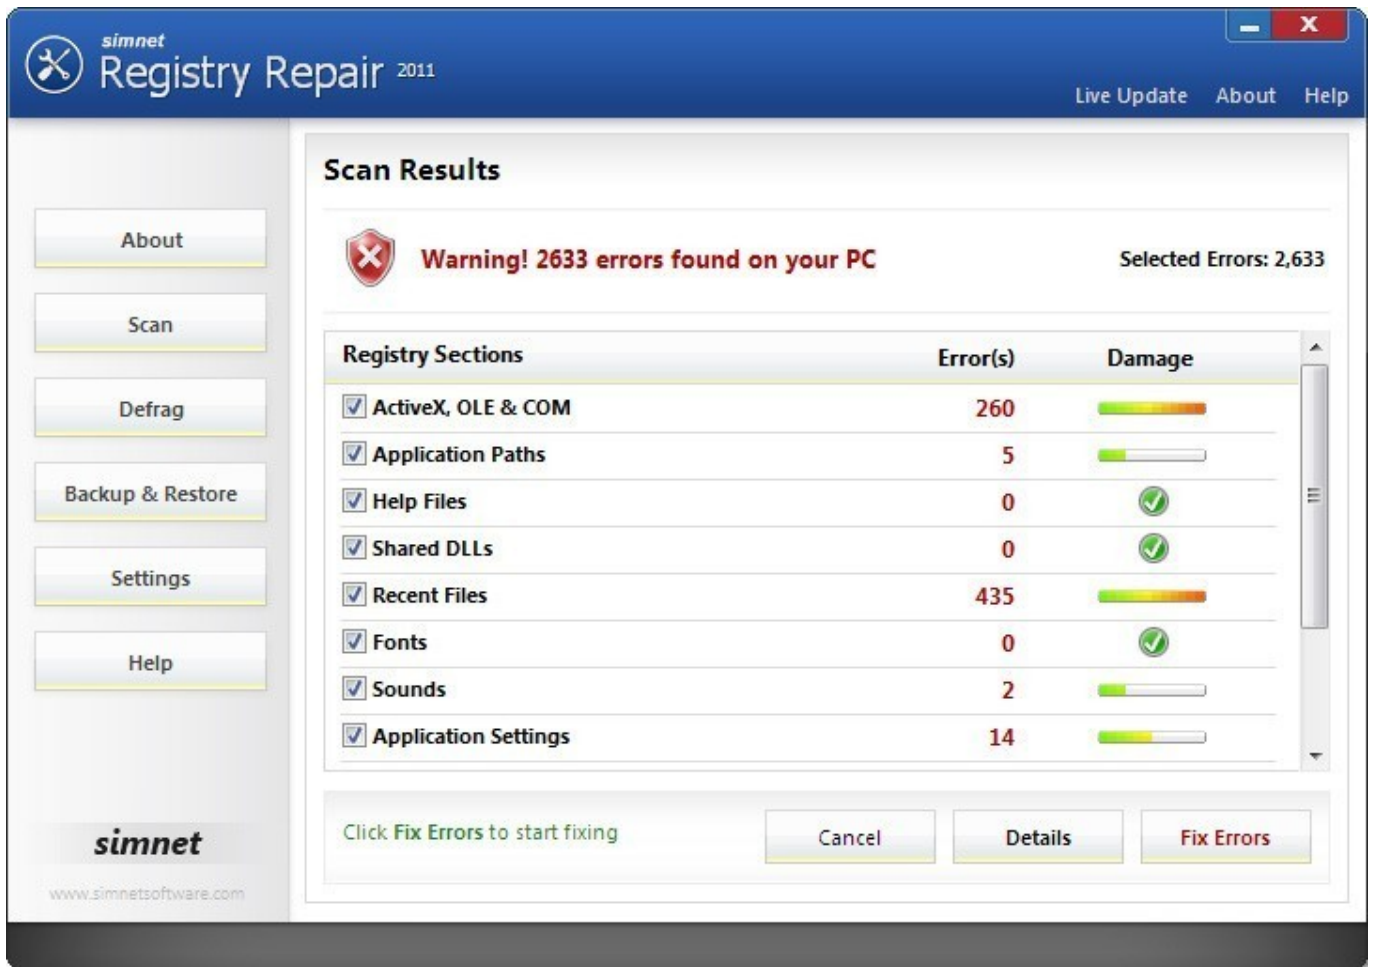 simnet
Registry Repair 2011
X
Live Update About Help
About
Scan
Defrag
Backup & Restore
Settings
Help
simnet
www.simnetsoftware.com
Scan Results
Warning! 2633 errors found on your PC
Selected Errors: 2,633
Registry Sections Error(s) Damage
ActiveX, OLE & COM 260
Application Paths 5
Help Files 0
Shared DLLs 0
Recent Files 435
Fonts 0
Sounds 2
Application Settings 14
Click Fix Errors to start fixing
Cancel Details Fix Errors